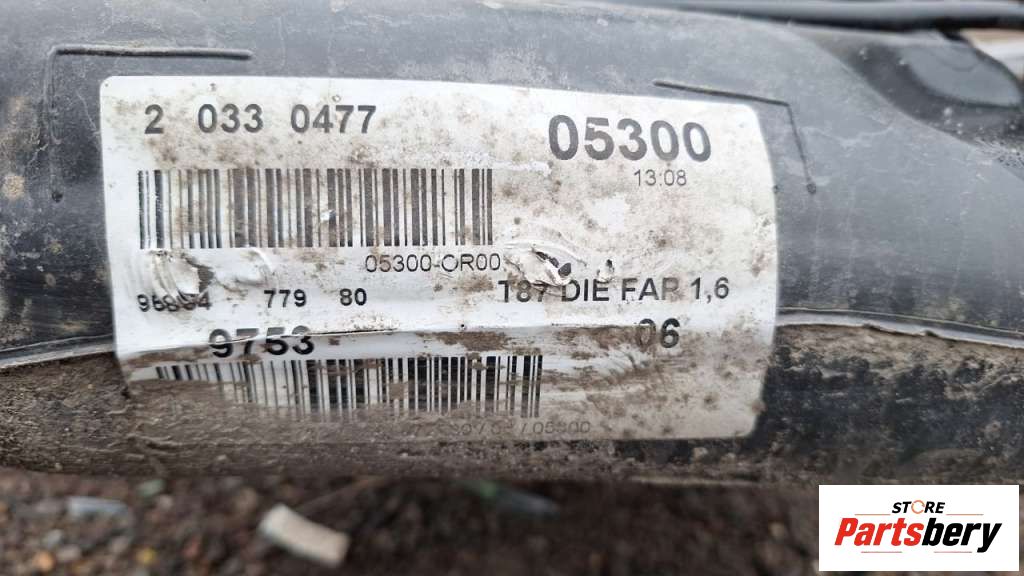 2 033 0477
05300
13:08
05300-OR00
779 80
T87 DIE FAP 1,6
9753
06
STORE
Partsbery